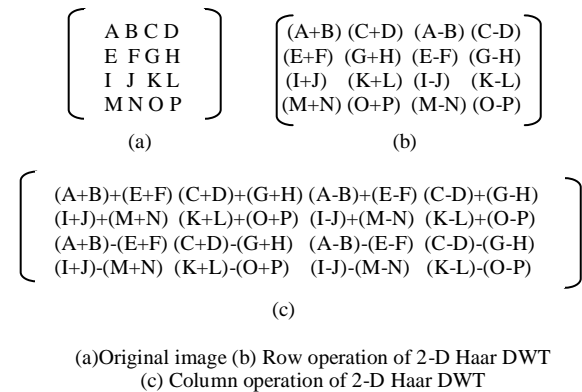 A B C D
E F G H
I J K L
M N O P
(a)
(A+B) (C+D) (A-B) (C-D)
(E+F) (G+H) (E-F) (G-H)
(I+J) (K+L) (I-J) (K-L)
(M+N) (O+P) (M-N) (O-P)
(b)
(A+B)+(E+F) (C+D)+(G+H) (A-B)+(E-F) (C-D)+(G-H)
(I+J)+(M+N) (K+L)+(O+P) (I-J)+(M-N) (K-L)+(O-P)
(A+B)-(E+F) (C+D)-(G+H) (A-B)-(E-F) (C-D)-(G-H)
(I+J)-(M+N) (K+L)-(O+P) (I-J)-(M-N) (K-L)-(O-P)
(c)
(a)Original image (b) Row operation of 2-D Haar DWT
(c) Column operation of 2-D Haar DWT